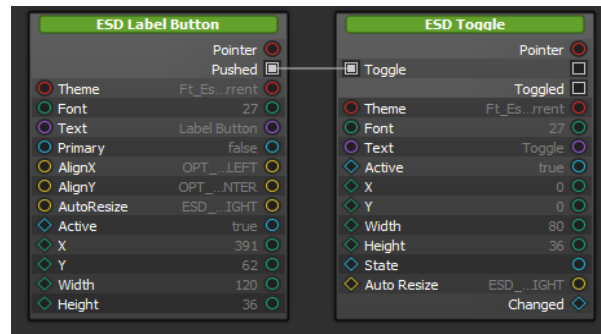 ESD Label Button
Pointer
Pushed
Theme Ft_Es...rrent
Font 27
Text Label Button
Primary false
AlignX OPT_...LEFT
AlignY OPT_...NTER
AutoResize ESD_...IGHT
Active true
X 391
Y 62
Width 120
Height 36
ESD Toggle
Pointer
Toggle
Toggled
Theme Ft_Es...rrent
Font 27
Text Toggle
Active true
X 0
Y 0
Width 80
Height 36
State
Auto Resize ESD_...IGHT
Changed